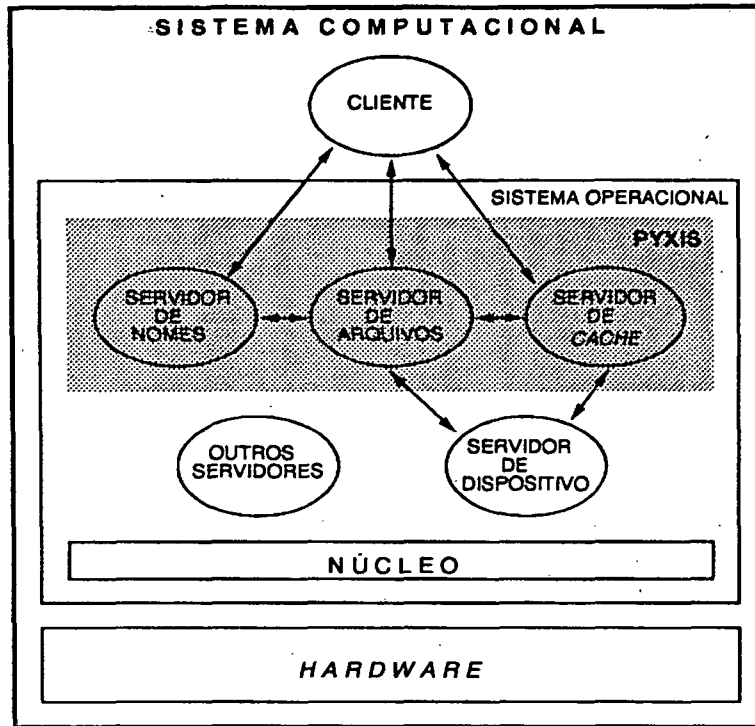 SISTEMA COMPUTACIONAL
CLIENTE
SISTEMA OPERACIONAL
PYXIS
SERVIDOR
DE
NOMES
SERVIDOR
DE
ARQUIVOS
SERVIDOR
DE
CACHE
OUTROS
SERVIDORES
SERVIDOR
DE
DISPOSITIVO
NÚCLEO
HARDWARE